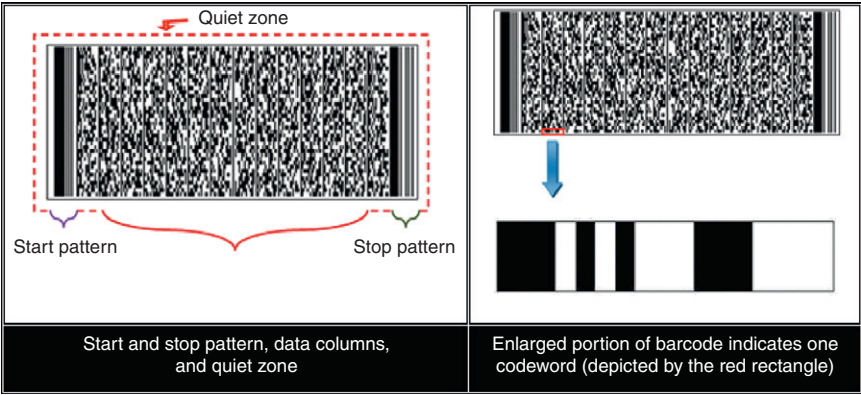 Quiet zone
Start pattern
Stop pattern
Start and stop pattern, data columns,
and quiet zone
Enlarged portion of barcode indicates one
codeword (depicted by the red rectangle)